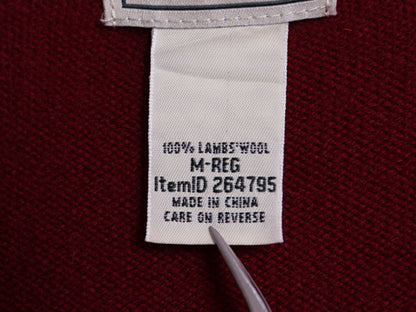 100% LAMBS'WOOL
M-REG
ItemID 264795
MADE IN CHINA
CARE ON REVERSE